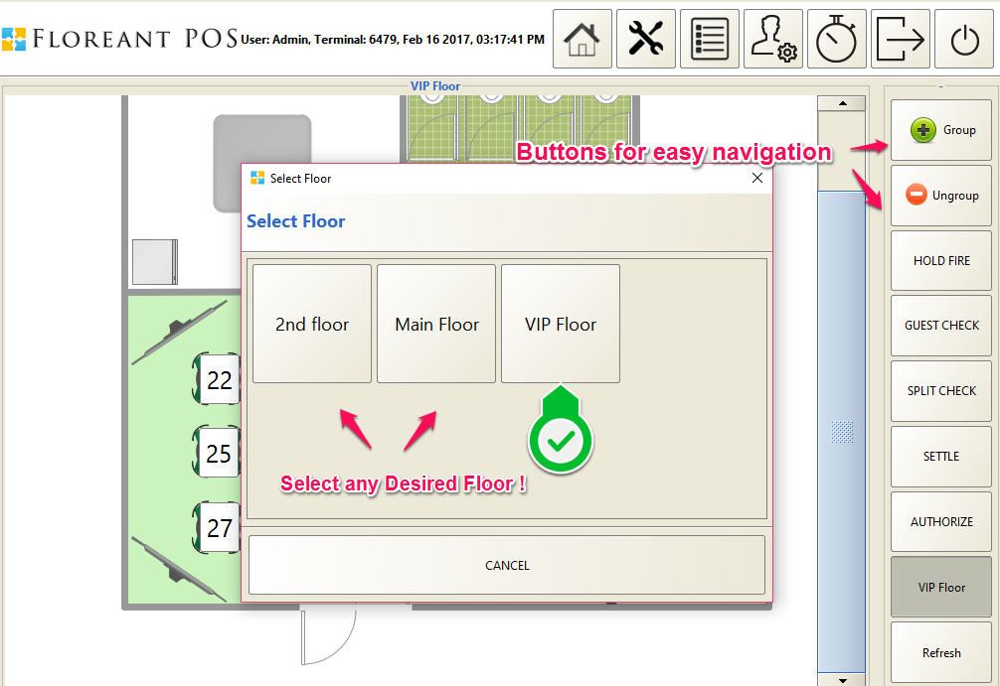 FLOREANT POS
User: Admin, Terminal: 6479, Feb 16 2017, 03:17:41 PM
VIP Floor
Buttons for easy navigation
Group
Ungroup
HOLD FIRE
GUEST CHECK
SPLIT CHECK
SETTLE
AUTHORIZE
VIP Floor
Refresh
Select Floor
Select Floor
2nd floor
Main Floor
VIP Floor
Select any Desired Floor !
CANCEL
22
25
27